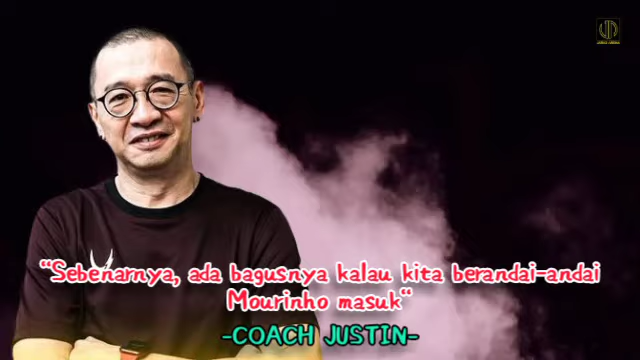 “Sebenarnya, ada bagusnya kalau kita berandai-andai
Mourinho masuk“
-COACH JUSTIN-